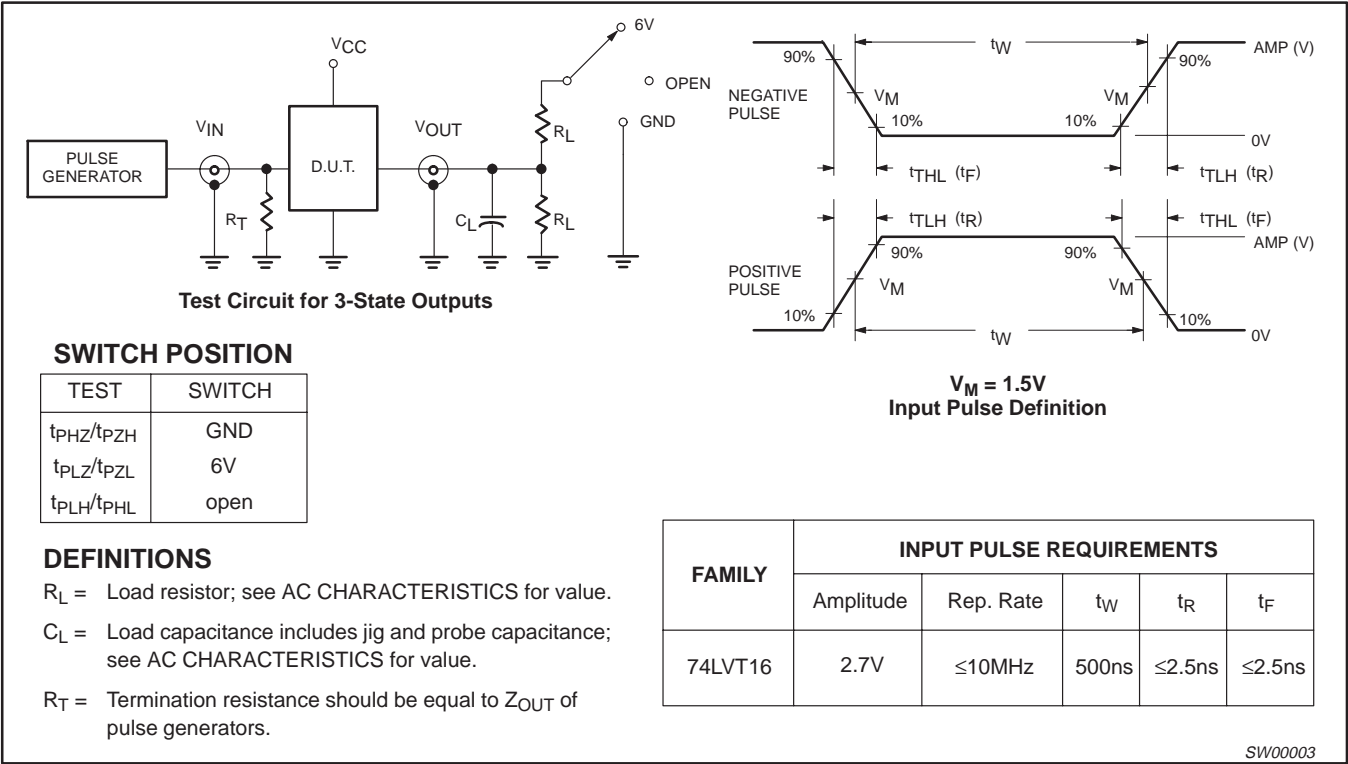 6V
VCC
OPEN
GND
VIN
VOUT
RL
PULSE
GENERATOR
D.U.T.
RT
CL
RL
Test Circuit for 3-State Outputs
tW
AMP (V)
90%
90%
NEGATIVE
PULSE
VM
VM
10%
10%
0V
tTHL (tF)
tTLH (tR)
tTLH (tR)
tTHL (tF)
AMP (V)
90%
90%
POSITIVE
PULSE
VM
VM
10%
10%
tW
0V
VM = 1.5V
Input Pulse Definition
SWITCH POSITION
TEST SWITCH
tPHZ/tPZH GND
tPLZ/tPZL 6V
tPLH/tPHL open
DEFINITIONS
RL = Load resistor; see AC CHARACTERISTICS for value.
CL = Load capacitance includes jig and probe capacitance;
see AC CHARACTERISTICS for value.
RT = Termination resistance should be equal to ZOUT of
pulse generators.
FAMILY
INPUT PULSE REQUIREMENTS
Amplitude Rep. Rate tW tR tF
74LVT16 2.7V ≤10MHz 500ns ≤2.5ns ≤2.5ns
SW00003